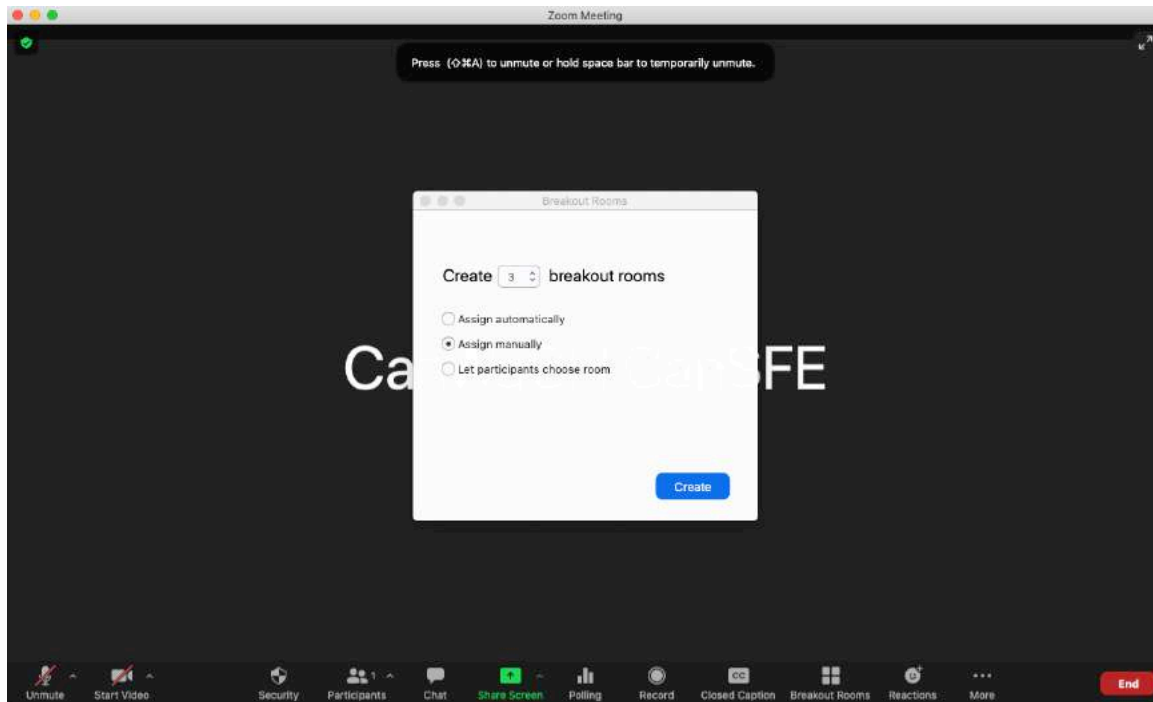 Zoom Meeting
Press (⇧⌘A) to unmute or hold space bar to temporarily unmute.
Breakout Rooms
Create 3 breakout rooms
Assign automatically
Assign manually
Let participants choose room
Create
Unmute Start Video Security Participants 1 Chat Share Screen Polling Record CC Closed Caption Breakout Rooms Reactions More End